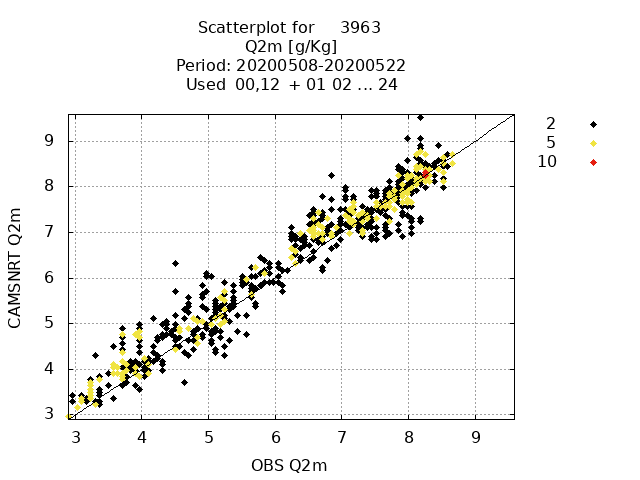 Scatterplot for 3963
Q2m [g/Kg]
Period: 20200508-20200522
Used 00,12 + 01 02 ... 24
2
5
10
9
8
7
6
5
4
3
CAMSNRT Q2m
3 4 5 6 7 8 9
OBS Q2m